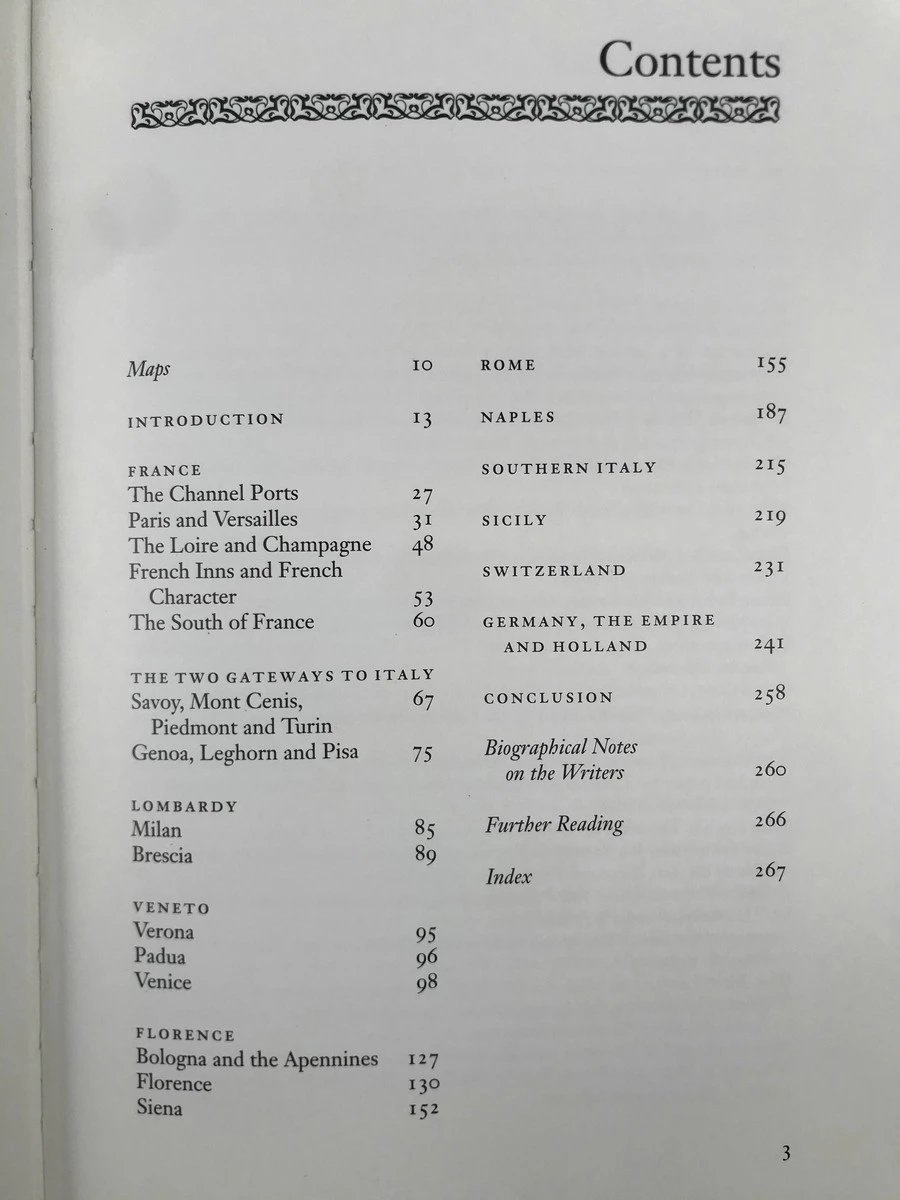 Contents
Maps 10
INTRODUCTION 13
FRANCE
The Channel Ports 27
Paris and Versailles 31
The Loire and Champagne 48
French Inns and French
Character 53
The South of France 60
THE TWO GATEWAYS TO ITALY
Savoy, Mont Cenis, 67
Piedmont and Turin
Genoa, Leghorn and Pisa 75
LOMBARDY
Milan 85
Brescia 89
VENETO
Verona 95
Padua 96
Venice 98
FLORENCE
Bologna and the Apennines 127
Florence 130
Siena 152
ROME 155
NAPLES 187
SOUTHERN ITALY 215
SICILY 219
SWITZERLAND 231
GERMANY, THE EMPIRE
AND HOLLAND 241
CONCLUSION 258
Biographical Notes
on the Writers 260
Further Reading 266
Index 267
3